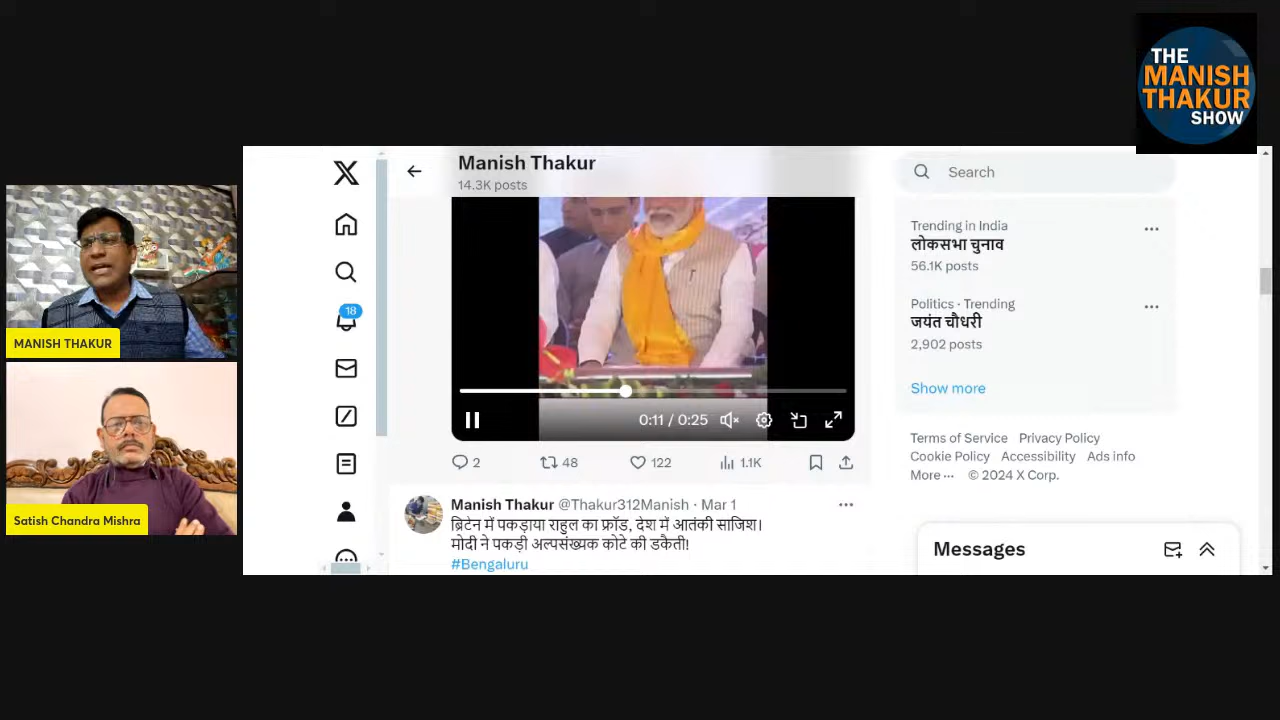 THE
MANISH
THAKUR
SHOW
MANISH THAKUR
Satish Chandra Mishra
18
Manish Thakur
14.3K posts
0:11 / 0:25
2
48
122
1.1K
Manish Thakur @Thakur312Manish · Mar 1
ब्रिटेन में पकड़ाया राहुल का फ्रॉड, देश में आतंकी साजिश।
मोदी ने पकड़ी अल्पसंख्यक कोटे की डकैती!
#Bengaluru
Search
Trending in India
लोकसभा चुनाव
56.1K posts
Politics · Trending
जयंत चौधरी
2,902 posts
Show more
Terms of Service Privacy Policy
Cookie Policy Accessibility Ads info
More ··· © 2024 X Corp.
Messages